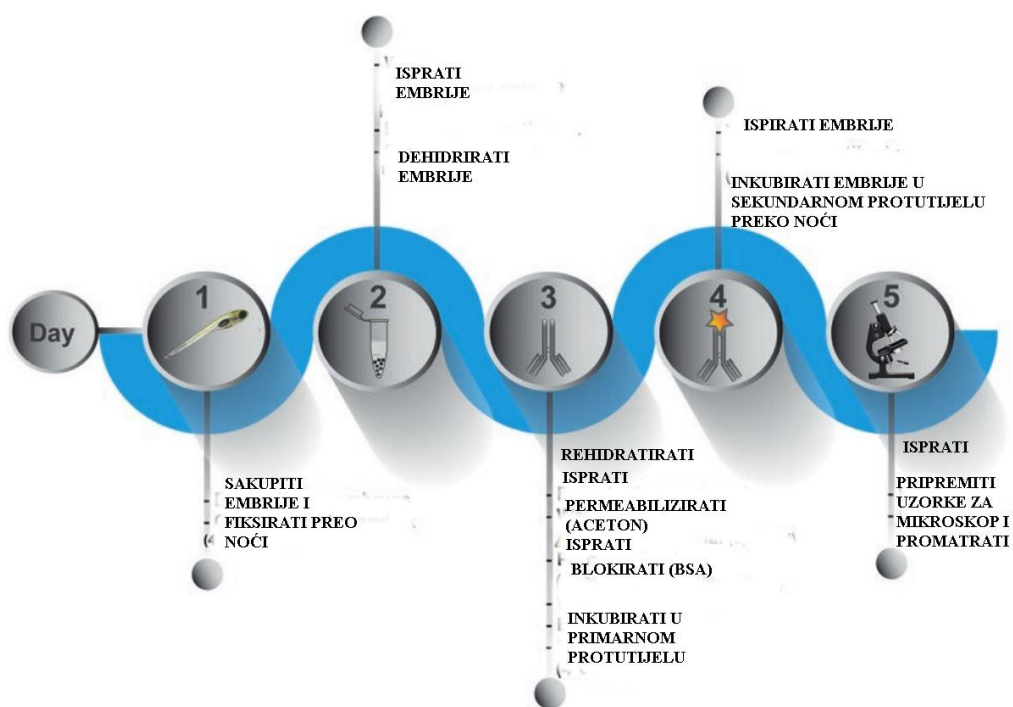 Day
1
SAKUPITI
EMBRIJE I
FIKSIRATI PREO
NOĆI
2
ISPRATI
EMBRIJE
DEHIDRIRATI
EMBRIJE
3
REHIDRATIRATI
ISPRATI
PERMEABILIZIRATI
(ACETON)
ISPRATI
BLOKIRATI (BSA)
INKUBIRATI U
PRIMARNOM
PROTUTIJELU
4
ISPIRATI EMBRIJE
INKUBIRATI EMBRIJE U
SEKUNDARNOM PROTUTIJELU
PREKO NOĆI
5
ISPRATI
PRIPREMITI
UZORKE ZA
MIKROSKOP I
PROMATRATI